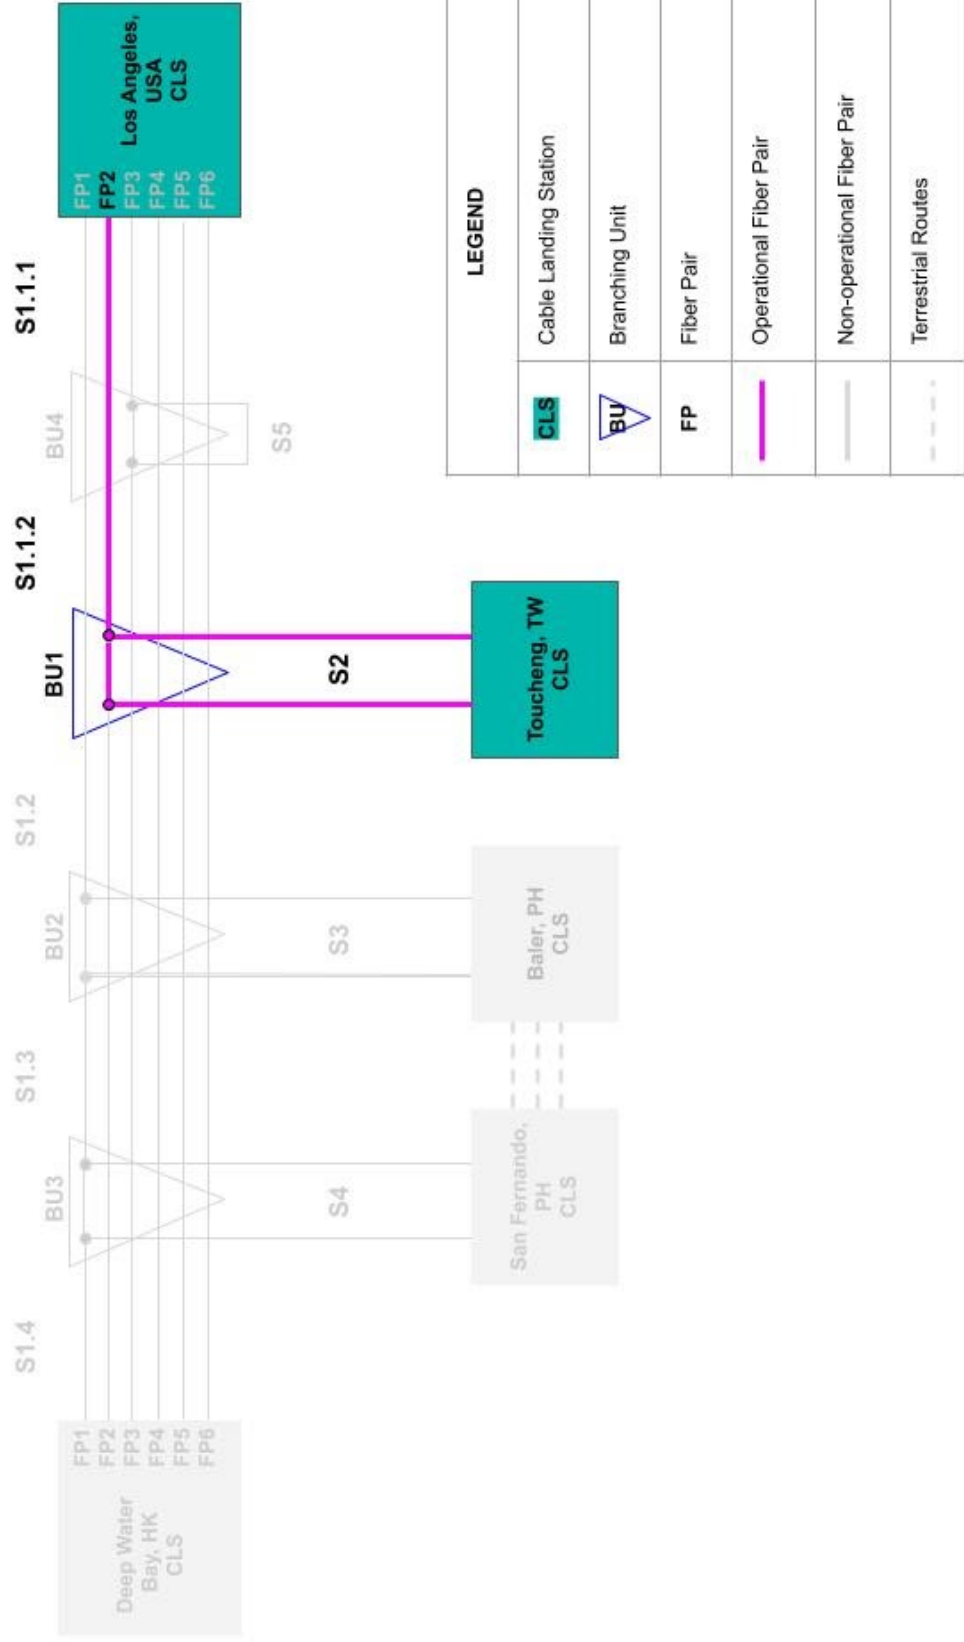 S1.4
S1.3
S1.2
S1.1.2
S1.1.1
BU3
BU2
BU1
BU4
Deep Water
Bay, HK
CLS
FP1
FP2
FP3
FP4
FP5
FP6
FP1
FP2
FP3
FP4
FP5
FP6
Los Angeles,
USA
CLS
S5
S4
S3
S2
San Fernando,
PH
CLS
Baler, PH
CLS
Toucheng, TW
CLS
LEGEND
CLS Cable Landing Station
BU Branching Unit
FP Fiber Pair
Operational Fiber Pair
Non-operational Fiber Pair
Terrestrial Routes